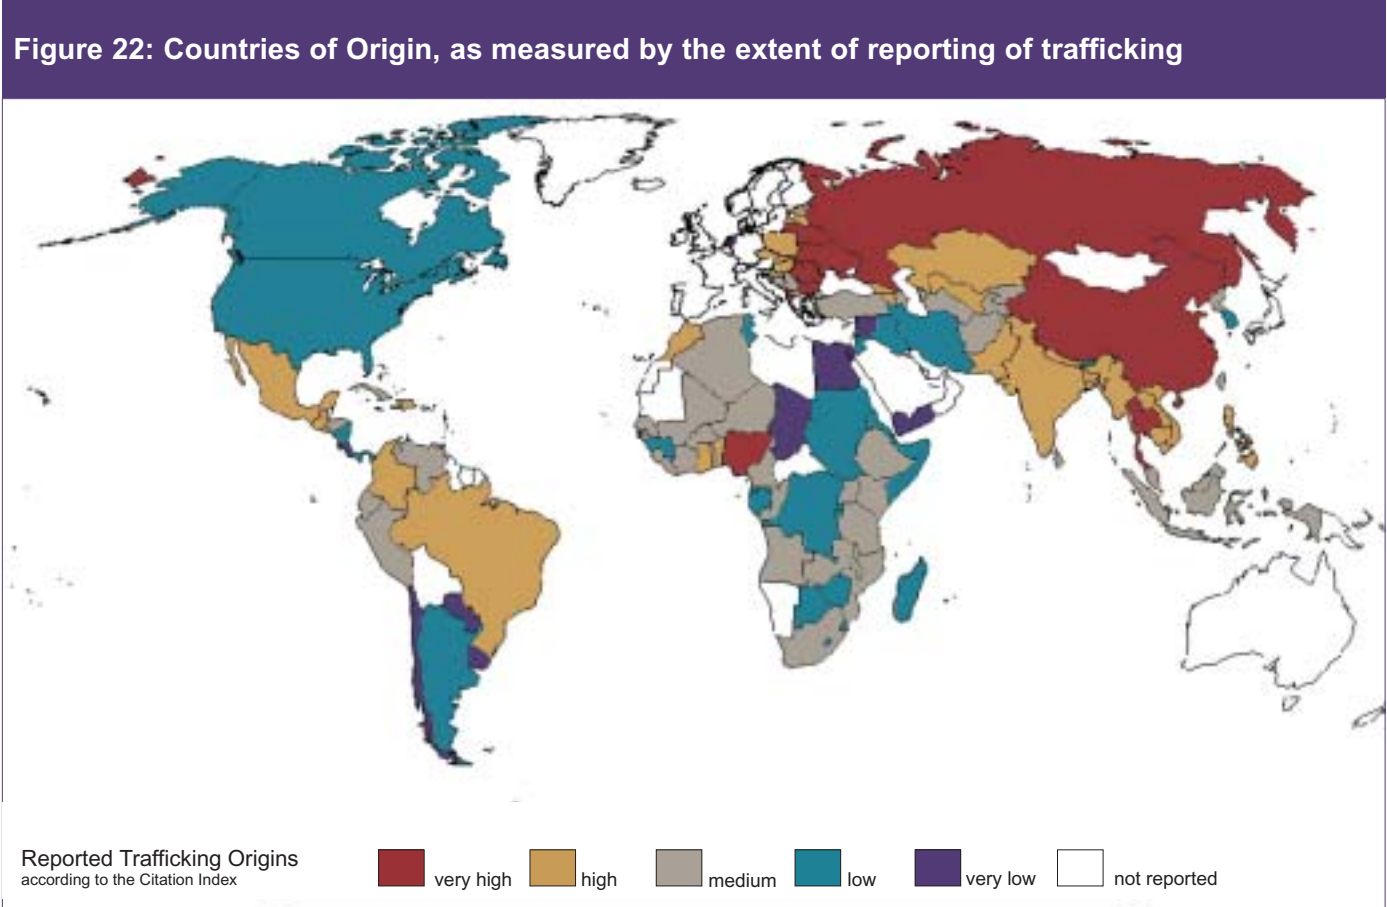 Figure 22: Countries of Origin, as measured by the extent of reporting of trafficking
Reported Trafficking Origins
according to the Citation Index
very high
high
medium
low
very low
not reported